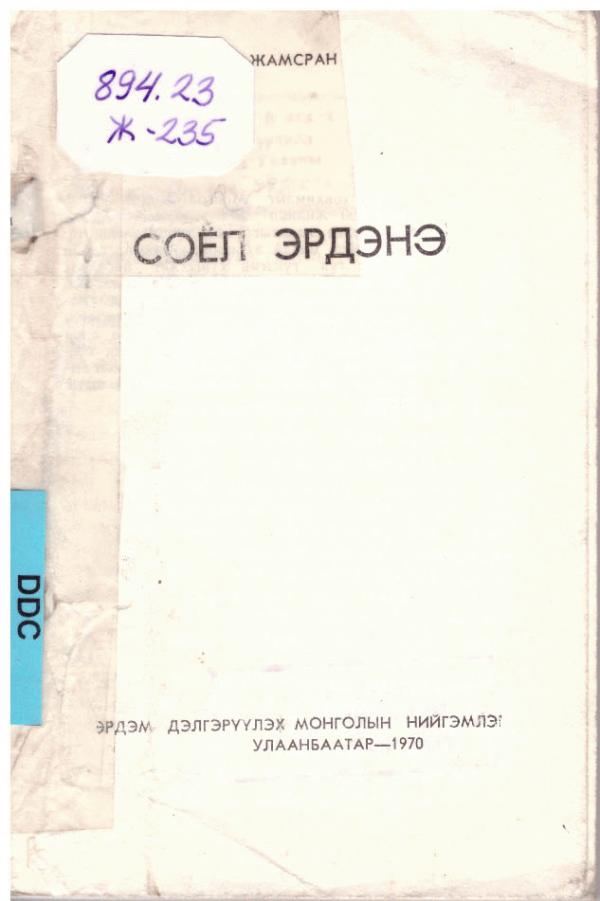 ЖАМСРАН
894.23
Ж-235
СОЁЛ ЭРДЭНЭ
DDC
ЭРДЭМ ДЭЛГЭРҮҮЛЭХ МОНГОЛЫН НИЙГЭМЛЭГ
УЛААНБААТАР—1970